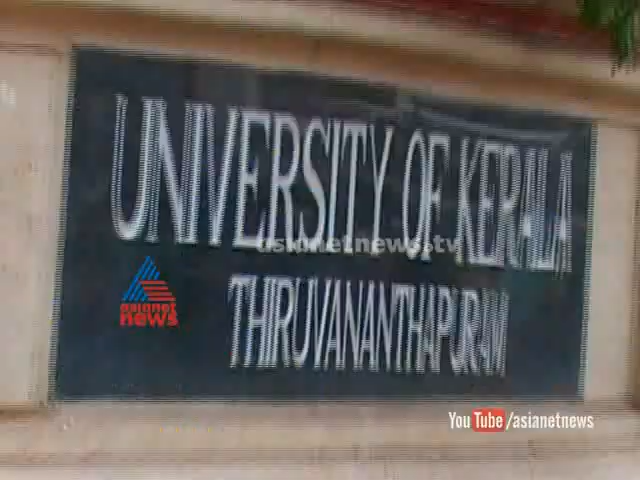 UNIVERSITY OF KERALA
asianetnews.tv
THIRUVANANTHAPURAM
asianet
news
YouTube/asianetnews